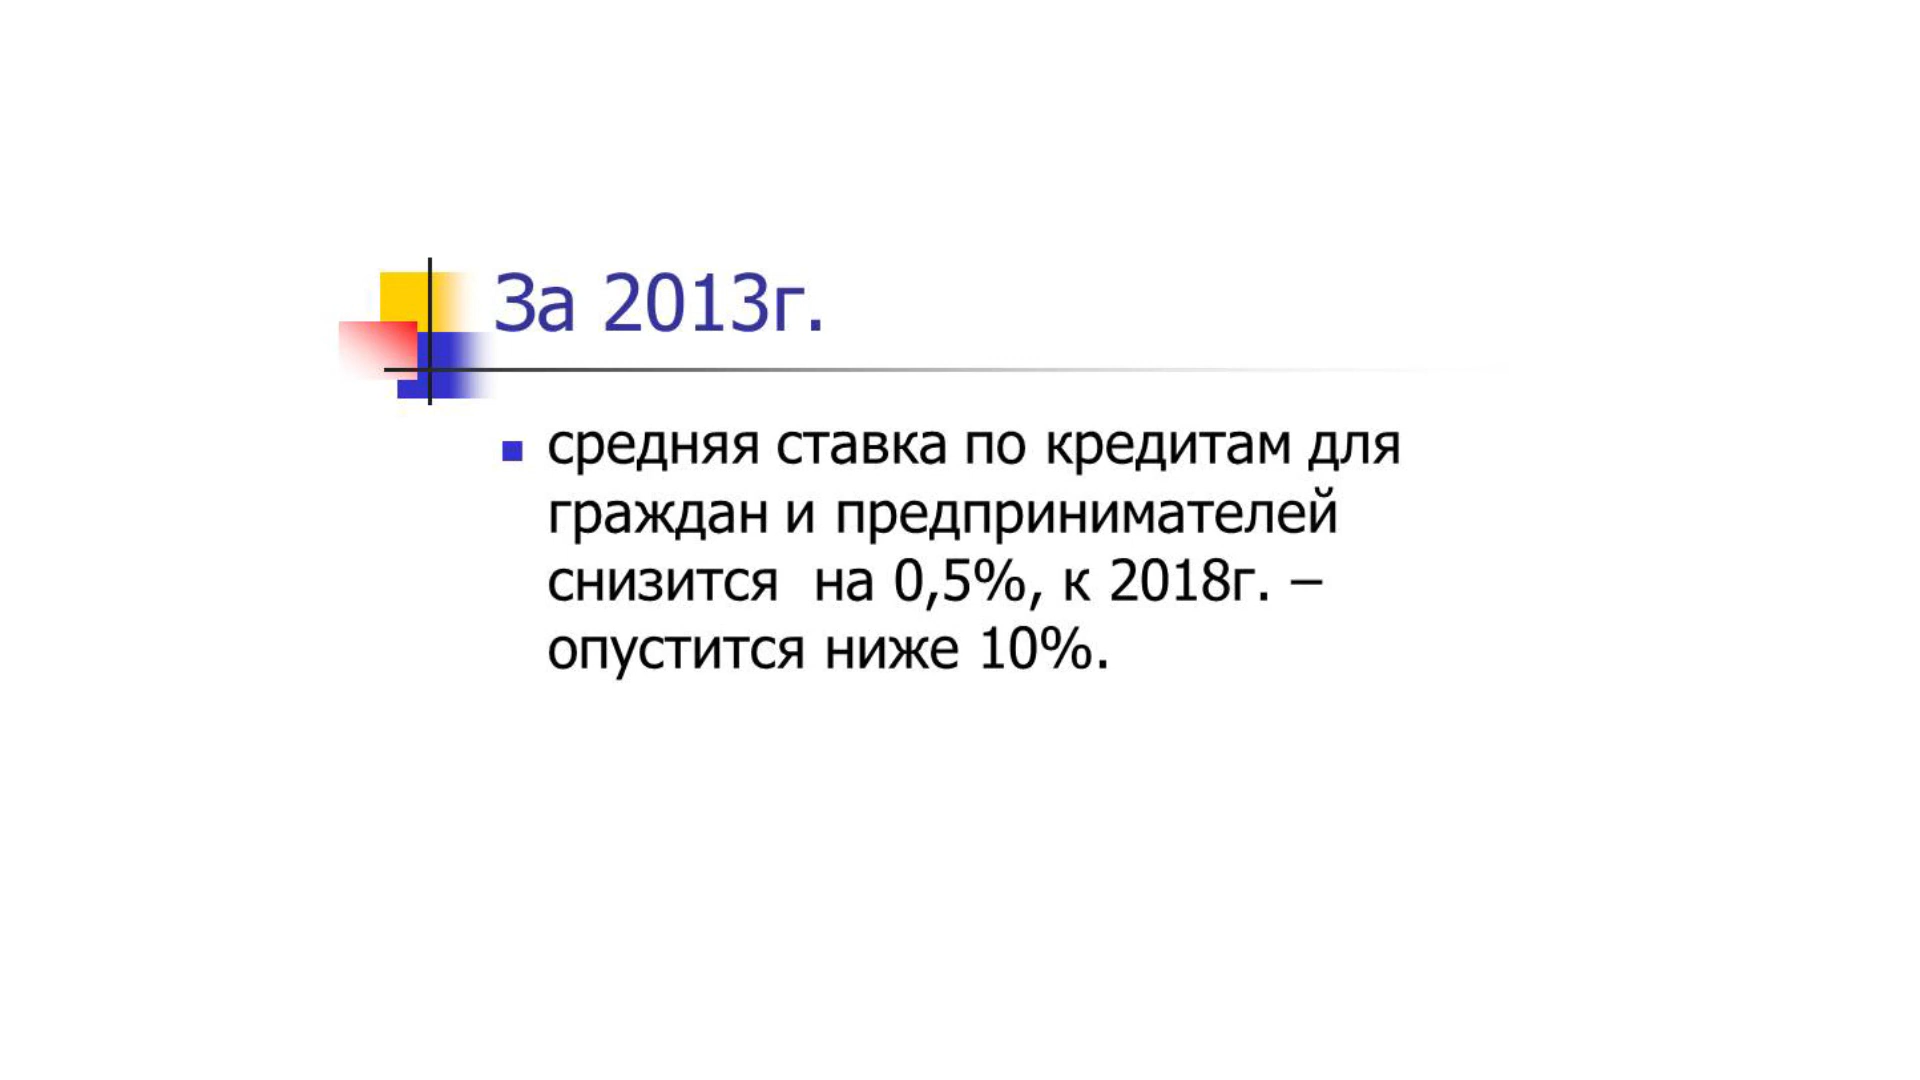 За 2013г.
средняя ставка по кредитам для
граждан и предпринимателей
снизится  на 0,5%, к 2018г. –
опустится ниже 10%.